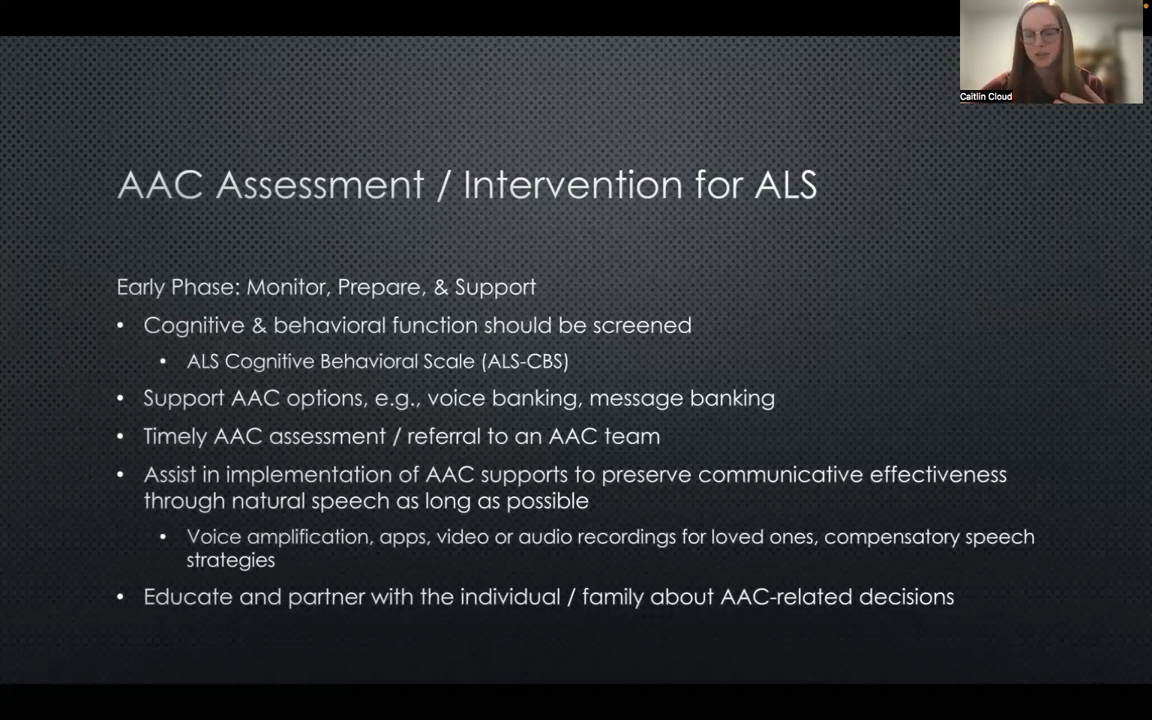 Caitlin Cloud
AAC Assessment / Intervention for ALS
Early Phase: Monitor, Prepare, & Support
• Cognitive & behavioral function should be screened
• ALS Cognitive Behavioral Scale (ALS-CBS)
• Support AAC options, e.g., voice banking, message banking
• Timely AAC assessment / referral to an AAC team
• Assist in implementation of AAC supports to preserve communicative effectiveness
through natural speech as long as possible
• Voice amplification, apps, video or audio recordings for loved ones, compensatory speech
strategies
• Educate and partner with the individual / family about AAC-related decisions